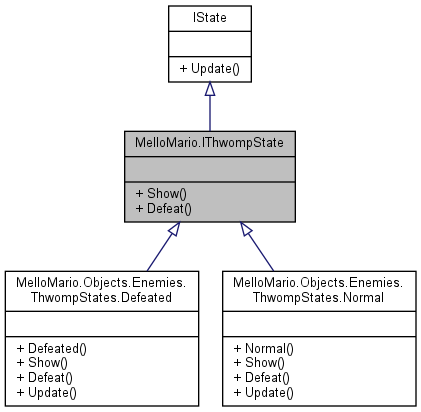 IState
+ Update()
MelloMario.IThwompState
+ Show()
+ Defeat()
MelloMario.Objects.Enemies.
ThwompStates.Defeated
+ Defeated()
+ Show()
+ Defeat()
+ Update()
MelloMario.Objects.Enemies.
ThwompStates.Normal
+ Normal()
+ Show()
+ Defeat()
+ Update()